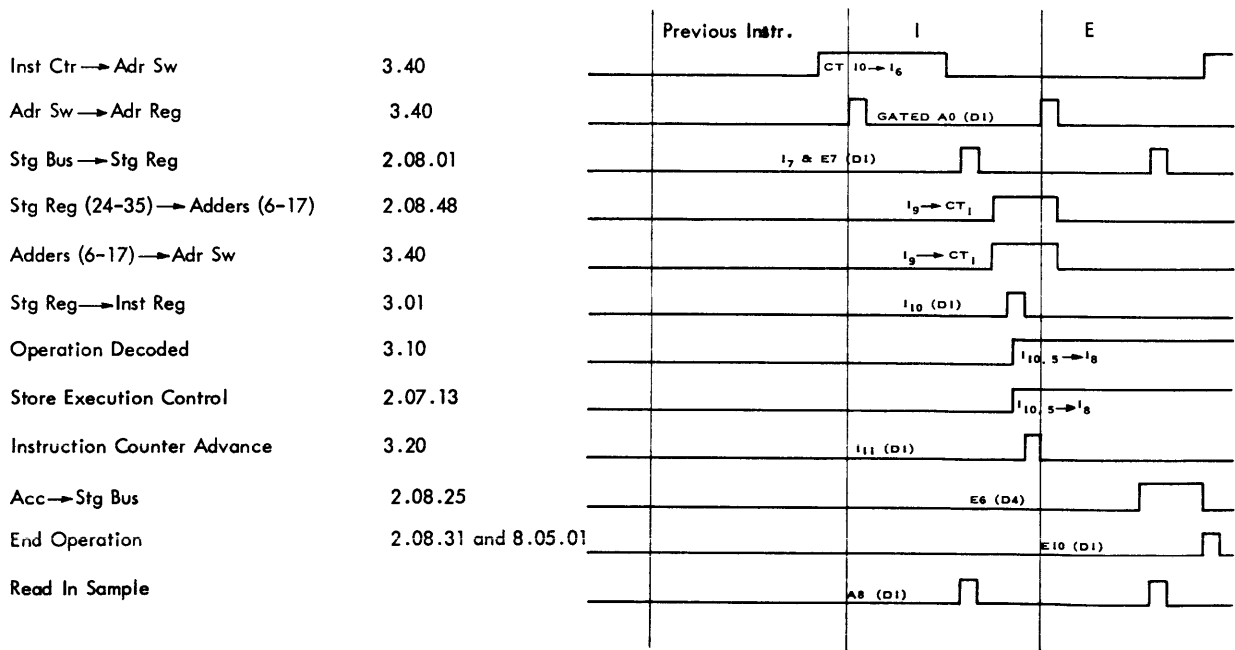 Previous Instr. I E
Inst Ctr → Adr Sw 3.40 CT 10 → I6
Adr Sw → Adr Reg 3.40 GATED A0 (D1)
Stg Bus → Stg Reg 2.08.01 I7 & E7 (D1)
Stg Reg (24-35) → Adders (6-17) 2.08.48 I9 → CT1
Adders (6-17) → Adr Sw 3.40 I9 → CT1
Stg Reg → Inst Reg 3.01 I10 (D1)
Operation Decoded 3.10 I10, 5 → I8
Store Execution Control 2.07.13 I10, 5 → I8
Instruction Counter Advance 3.20 I11 (D1)
Acc → Stg Bus 2.08.25 E6 (D4)
End Operation 2.08.31 and 8.05.01 E10 (D1)
Read In Sample A8 (D1)